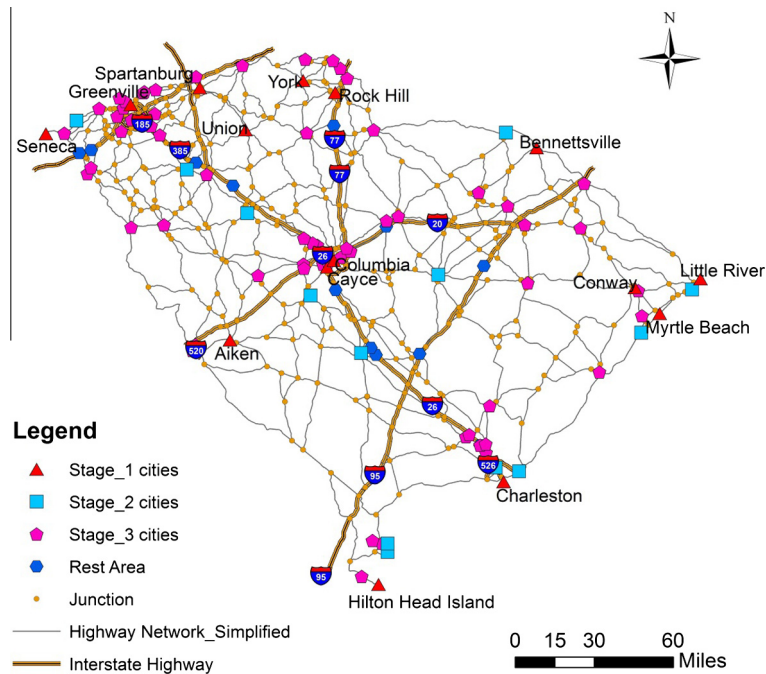 N
Spartanburg
York
Greenville
Rock Hill
185
Union
Seneca
385
77
Bennettsville
77
20
26
Columbia
Cayce
Little River
Conway
Myrtle Beach
520
Aiken
26
Legend
Stage_1 cities
95
526
Stage_2 cities
Charleston
Stage_3 cities
Rest Area
95
Junction
Hilton Head Island
Highway Network_Simplified
0 15 30 60
Miles
Interstate Highway